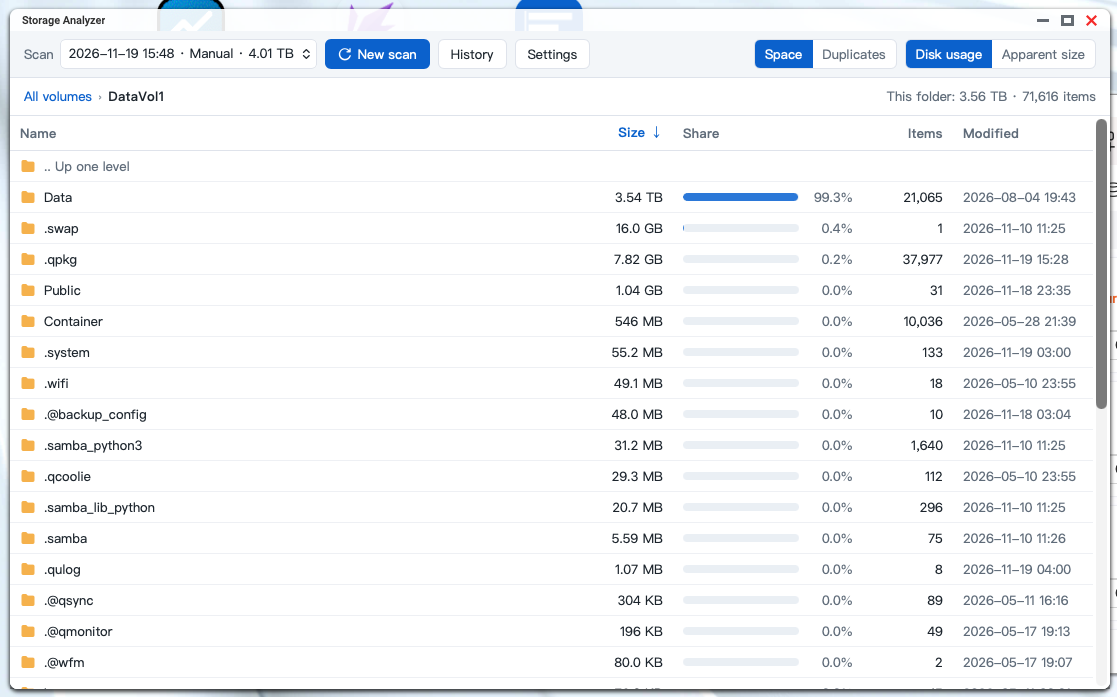 Storage Analyzer
Scan 2026-11-19 15:48 · Manual · 4.01 TB New scan History Settings Space Duplicates Disk usage Apparent size
All volumes › DataVol1 This folder: 3.56 TB · 71,616 items
Name Size ↓ Share Items Modified
.. Up one level
Data 3.54 TB 99.3% 21,065 2026-08-04 19:43
.swap 16.0 GB 0.4% 1 2026-11-10 11:25
.qpkg 7.82 GB 0.2% 37,977 2026-11-19 15:28
Public 1.04 GB 0.0% 31 2026-11-18 23:35
Container 546 MB 0.0% 10,036 2026-05-28 21:39
.system 55.2 MB 0.0% 133 2026-11-19 03:00
.wifi 49.1 MB 0.0% 18 2026-05-10 23:55
.@backup_config 48.0 MB 0.0% 10 2026-11-18 03:04
.samba_python3 31.2 MB 0.0% 1,640 2026-11-10 11:25
.qcoolie 29.3 MB 0.0% 112 2026-05-10 23:55
.samba_lib_python 20.7 MB 0.0% 296 2026-11-10 11:25
.samba 5.59 MB 0.0% 75 2026-11-10 11:26
.qulog 1.07 MB 0.0% 8 2026-11-19 04:00
.@qsync 304 KB 0.0% 89 2026-05-11 16:16
.@qmonitor 196 KB 0.0% 49 2026-05-17 19:13
.@wfm 80.0 KB 0.0% 2 2026-05-17 19:07